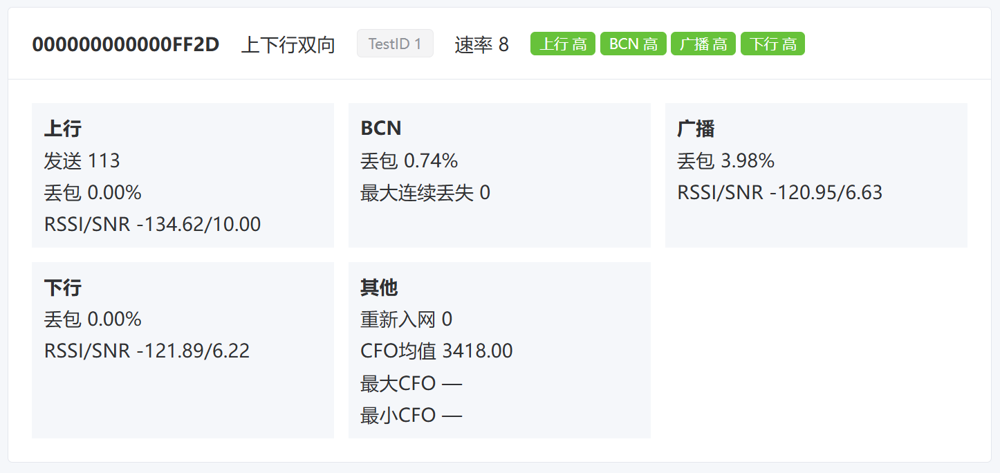 000000000000FF2D 上下行双向 TestID 1 速率 8 上行 高 BCN 高 广播 高 下行 高
上行
发送 113
丢包 0.00%
RSSI/SNR -134.62/10.00
BCN
丢包 0.74%
最大连续丢失 0
广播
丢包 3.98%
RSSI/SNR -120.95/6.63
下行
丢包 0.00%
RSSI/SNR -121.89/6.22
其他
重新入网 0
CFO均值 3418.00
最大CFO —
最小CFO —